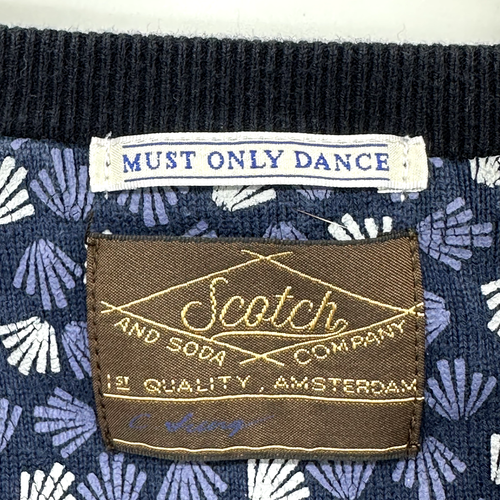 MUST ONLY DANCE
Scotch
AND SODA COMPANY
1ST QUALITY, AMSTERDAM